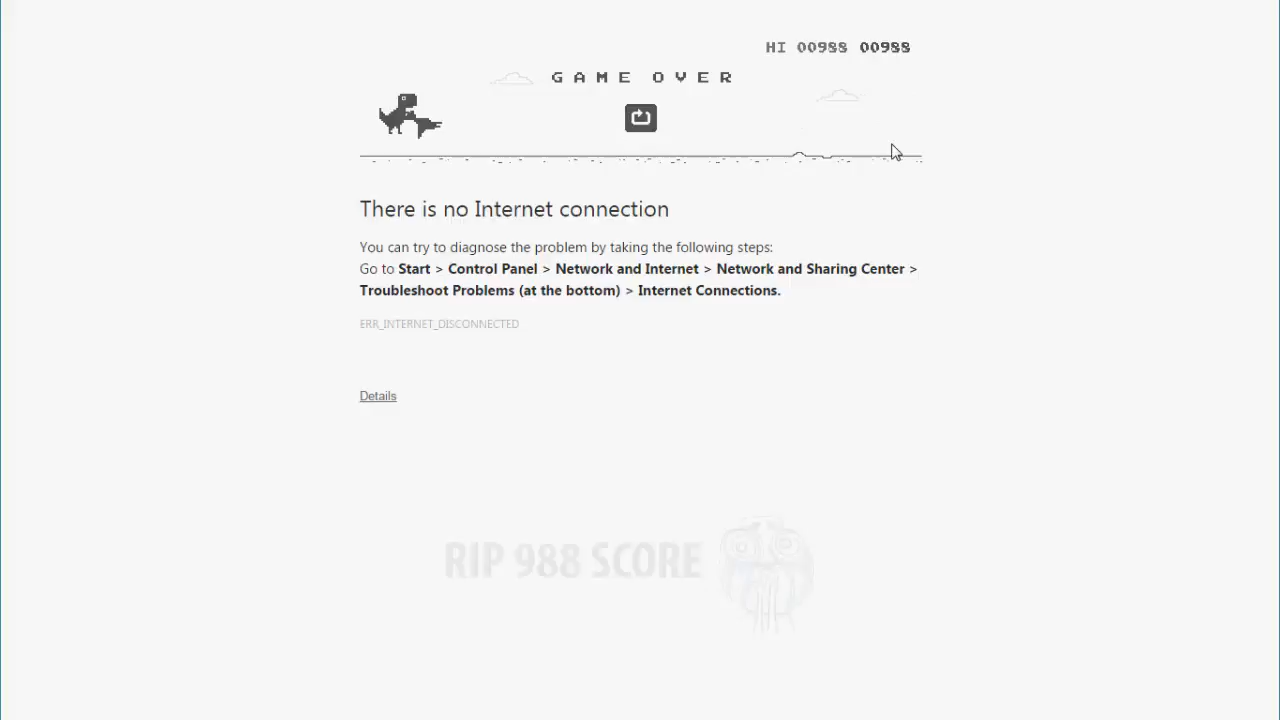 HI 00988 00988
GAME OVER
There is no Internet connection
You can try to diagnose the problem by taking the following steps:
Go to Start > Control Panel > Network and Internet > Network and Sharing Center >
Troubleshoot Problems (at the bottom) > Internet Connections.
ERR_INTERNET_DISCONNECTED
Details
RIP 988 SCORE